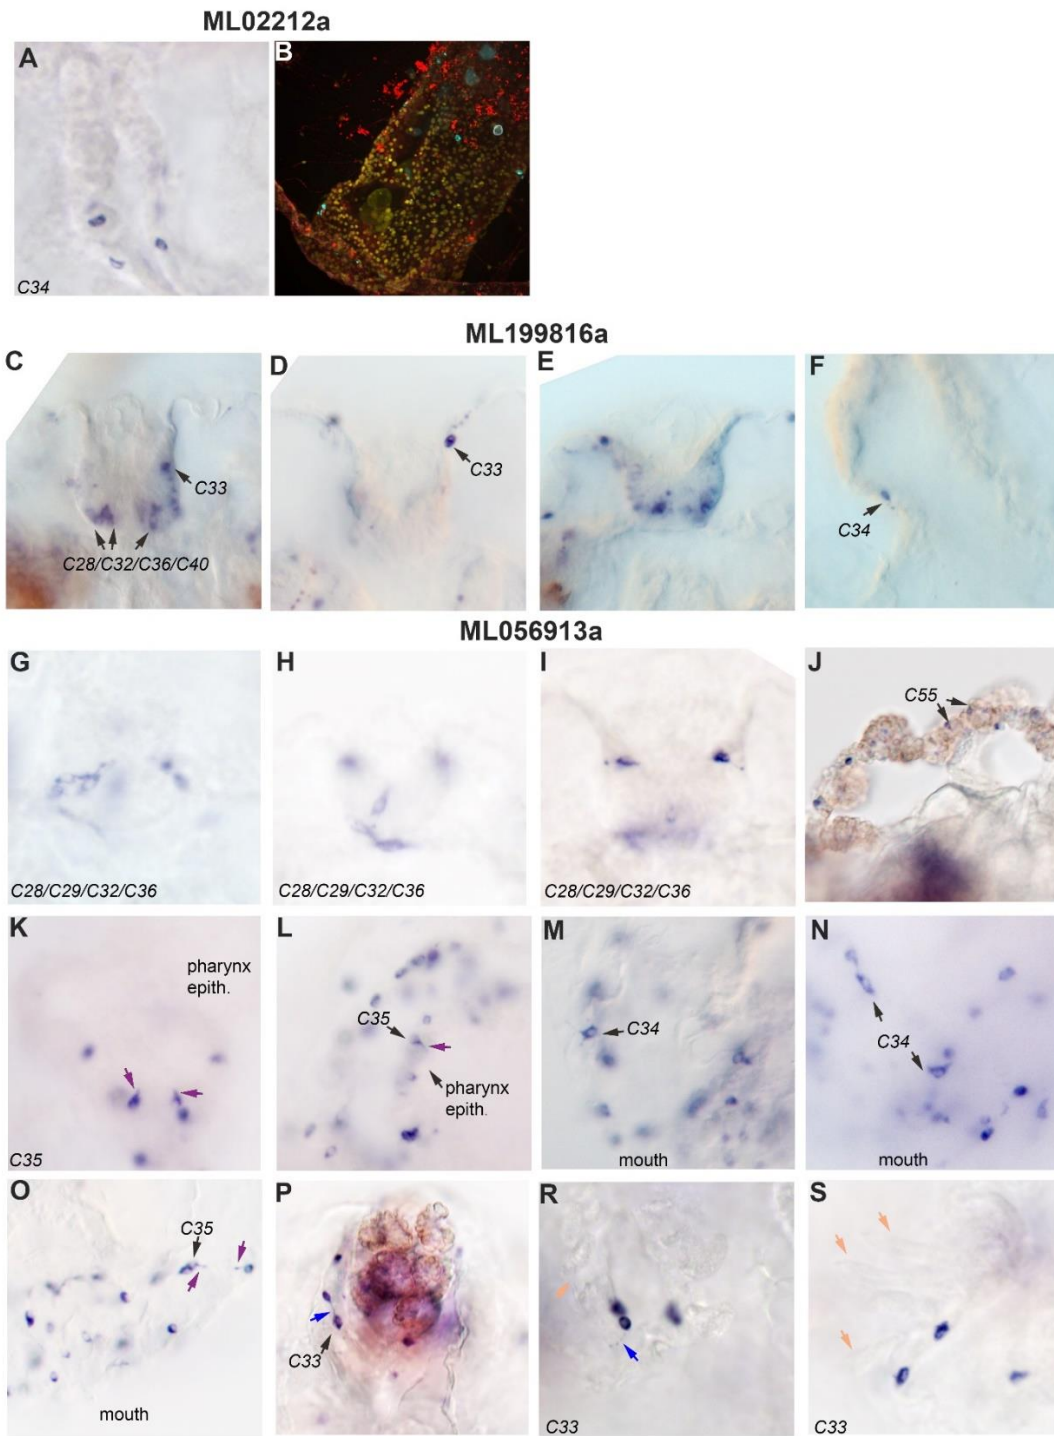 ML02212a
A
B
C34
ML199816a
C
D
E
F
C33
C33
C34
C28/C32/C36/C40
ML056913a
G
H
I
J
C55
C28/C29/C32/C36
C28/C29/C32/C36
C28/C29/C32/C36
K
L
M
N
pharynx
epith.
C35
C34
C34
pharynx
epith.
C35
mouth
mouth
O
P
R
S
C35
C33
mouth
C33
C33